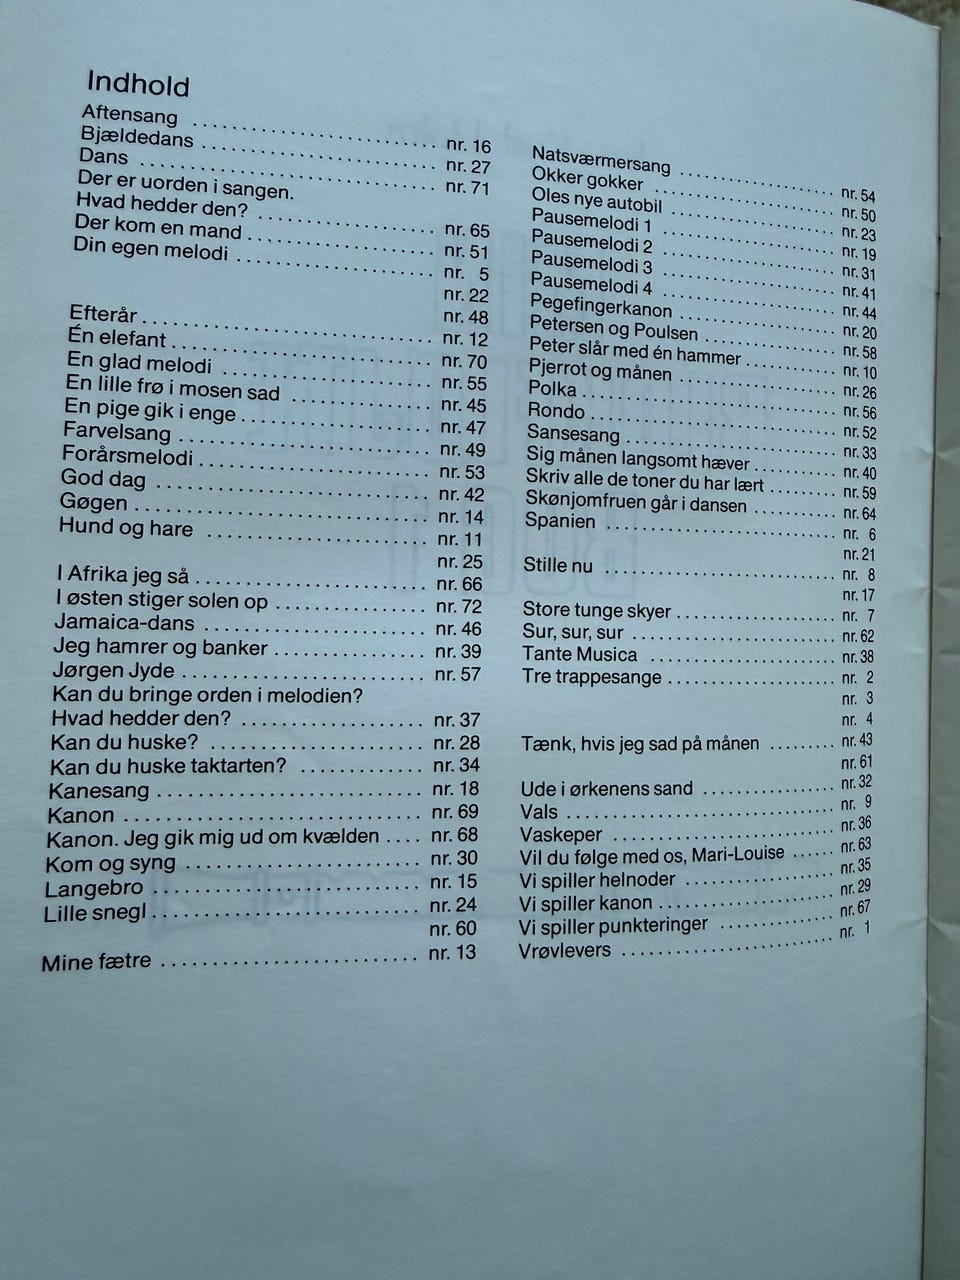 Indhold
Aftensang ........................ nr. 16
Bjældedans ........................ nr. 27
Dans ........................ nr. 71
Der er uorden i sangen.
Hvad hedder den? ........................ nr. 65
Der kom en mand ........................ nr. 51
Din egen melodi ........................ nr. 5
nr. 22
nr. 48
Efterår ........................ nr. 12
Én elefant ........................ nr. 70
En glad melodi ........................ nr. 55
En lille frø i mosen sad ........................ nr. 45
En pige gik i enge ........................ nr. 47
Farvelsang ........................ nr. 49
Forårsmelodi ........................ nr. 53
God dag ........................ nr. 42
Gøgen ........................ nr. 14
Hund og hare ........................ nr. 11
nr. 25
I Afrika jeg så ........................ nr. 66
I østen stiger solen op ........................ nr. 72
Jamaica-dans ........................ nr. 46
Jeg hamrer og banker ........................ nr. 39
Jørgen Jyde ........................ nr. 57
Kan du bringe orden i melodien?
Hvad hedder den? ........................ nr. 37
Kan du huske? ........................ nr. 28
Kan du huske taktarten? ............ nr. 34
Kanesang ........................ nr. 18
Kanon ........................ nr. 69
Kanon. Jeg gik mig ud om kvælden .... nr. 68
Kom og syng ........................ nr. 30
Langebro ........................ nr. 15
Lille snegl ........................ nr. 24
nr. 60
Mine fætre ........................ nr. 13
Natsværmersang ........................ nr. 54
Okker gokker ........................ nr. 50
Oles nye autobil ........................ nr. 23
Pausemelodi 1 ........................ nr. 19
Pausemelodi 2 ........................ nr. 31
Pausemelodi 3 ........................ nr. 41
Pausemelodi 4 ........................ nr. 44
Pegefingerkanon ........................ nr. 20
Petersen og Poulsen ........................ nr. 58
Peter slår med én hammer ............ nr. 10
Pjerrot og månen ........................ nr. 26
Polka ........................ nr. 56
Rondo ........................ nr. 52
Sansesang ........................ nr. 33
Sig månen langsomt hæver ............ nr. 40
Skriv alle de toner du har lært ........ nr. 59
Skønjomfruen går i dansen ............ nr. 64
Spanien ........................ nr. 6
nr. 21
Stille nu ........................ nr. 8
nr. 17
Store tunge skyer ........................ nr. 7
Sur, sur, sur ........................ nr. 62
Tante Musica ........................ nr. 38
Tre trappesange ........................ nr. 2
nr. 3
nr. 4
Tænk, hvis jeg sad på månen ......... nr. 43
nr. 61
Ude i ørkenens sand ............... nr. 32
Vals ........................ nr. 9
Vaskeper ........................ nr. 36
Vil du følge med os, Mari-Louise ...... nr. 63
Vi spiller helnoder ........................ nr. 35
Vi spiller kanon ........................ nr. 29
Vi spiller punkteringer ............... nr. 67
Vrøvlevers ........................ nr. 1